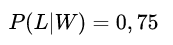 P(L|W) = 0,75